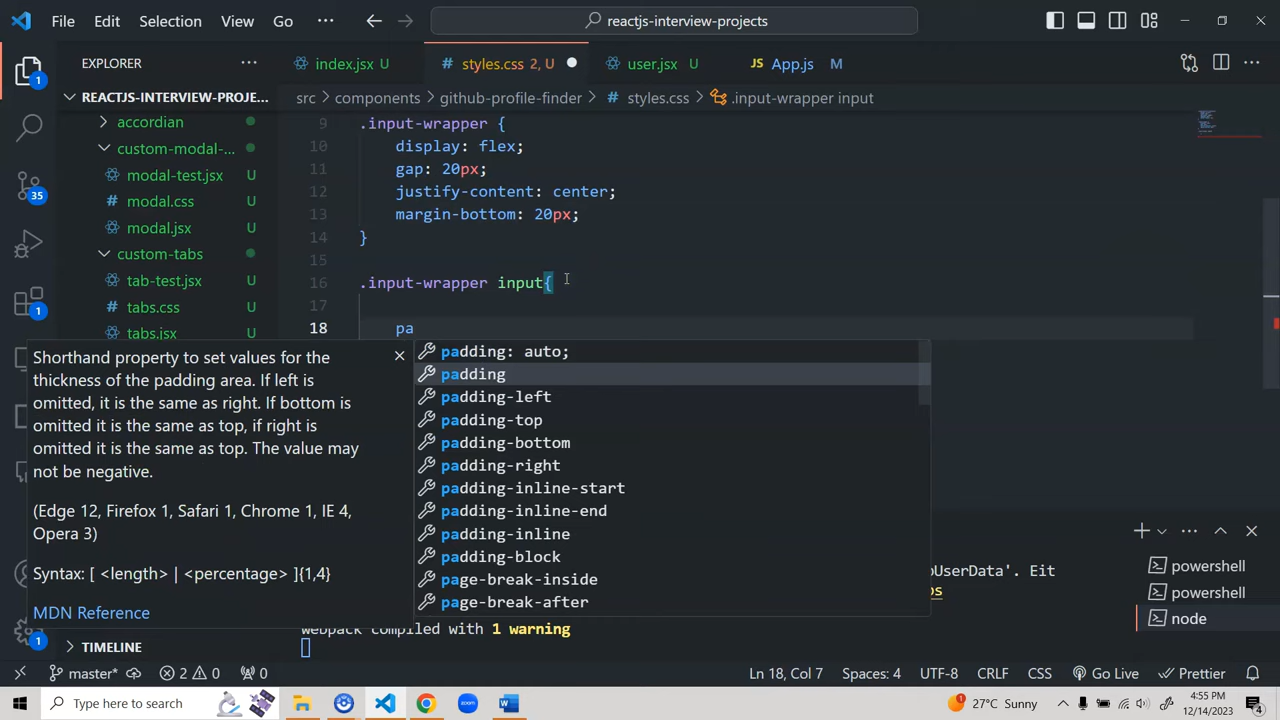 File Edit Selection View Go ··· reactjs-interview-projects
EXPLORER ···
index.jsx U # styles.css 2, U user.jsx U JS App.js M
REACTJS-INTERVIEW-PROJE...
src > components > github-profile-finder > # styles.css > .input-wrapper input
accordian
custom-modal-...
modal-test.jsx U
# modal.css U
modal.jsx U
custom-tabs
tab-test.jsx U
# tabs.css U
tabs.jsx U
1
35
1
1
9 .input-wrapper {
10 display: flex;
11 gap: 20px;
12 justify-content: center;
13 margin-bottom: 20px;
14 }
15
16 .input-wrapper input{
17
18 pa
Shorthand property to set values for the
thickness of the padding area. If left is
omitted, it is the same as right. If bottom is
omitted it is the same as top, if right is
omitted it is the same as top. The value may
not be negative.
(Edge 12, Firefox 1, Safari 1, Chrome 1, IE 4,
Opera 3)
Syntax: [ <length> | <percentage> ]{1,4}
MDN Reference
padding: auto;
padding
padding-left
padding-top
padding-bottom
padding-right
padding-inline-start
padding-inline-end
padding-inline
padding-block
page-break-inside
page-break-after
pUserData'. Eit
webpack compiled with 1 warning
powershell
powershell
node
TIMELINE
master* 2 0 0 Ln 18, Col 7 Spaces: 4 UTF-8 CRLF CSS Go Live Prettier
Type here to search zoom 27°C Sunny 4:55 PM
12/14/2023 4